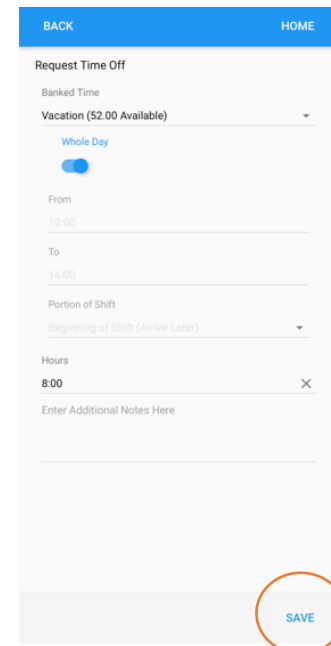 BACK HOME
Request Time Off
Banked Time
Vacation (52.00 Available)
Whole Day
From
10:00
To
14:00
Portion of Shift
Beginning of Shift (Arrive Later)
Hours
8:00
Enter Additional Notes Here
SAVE